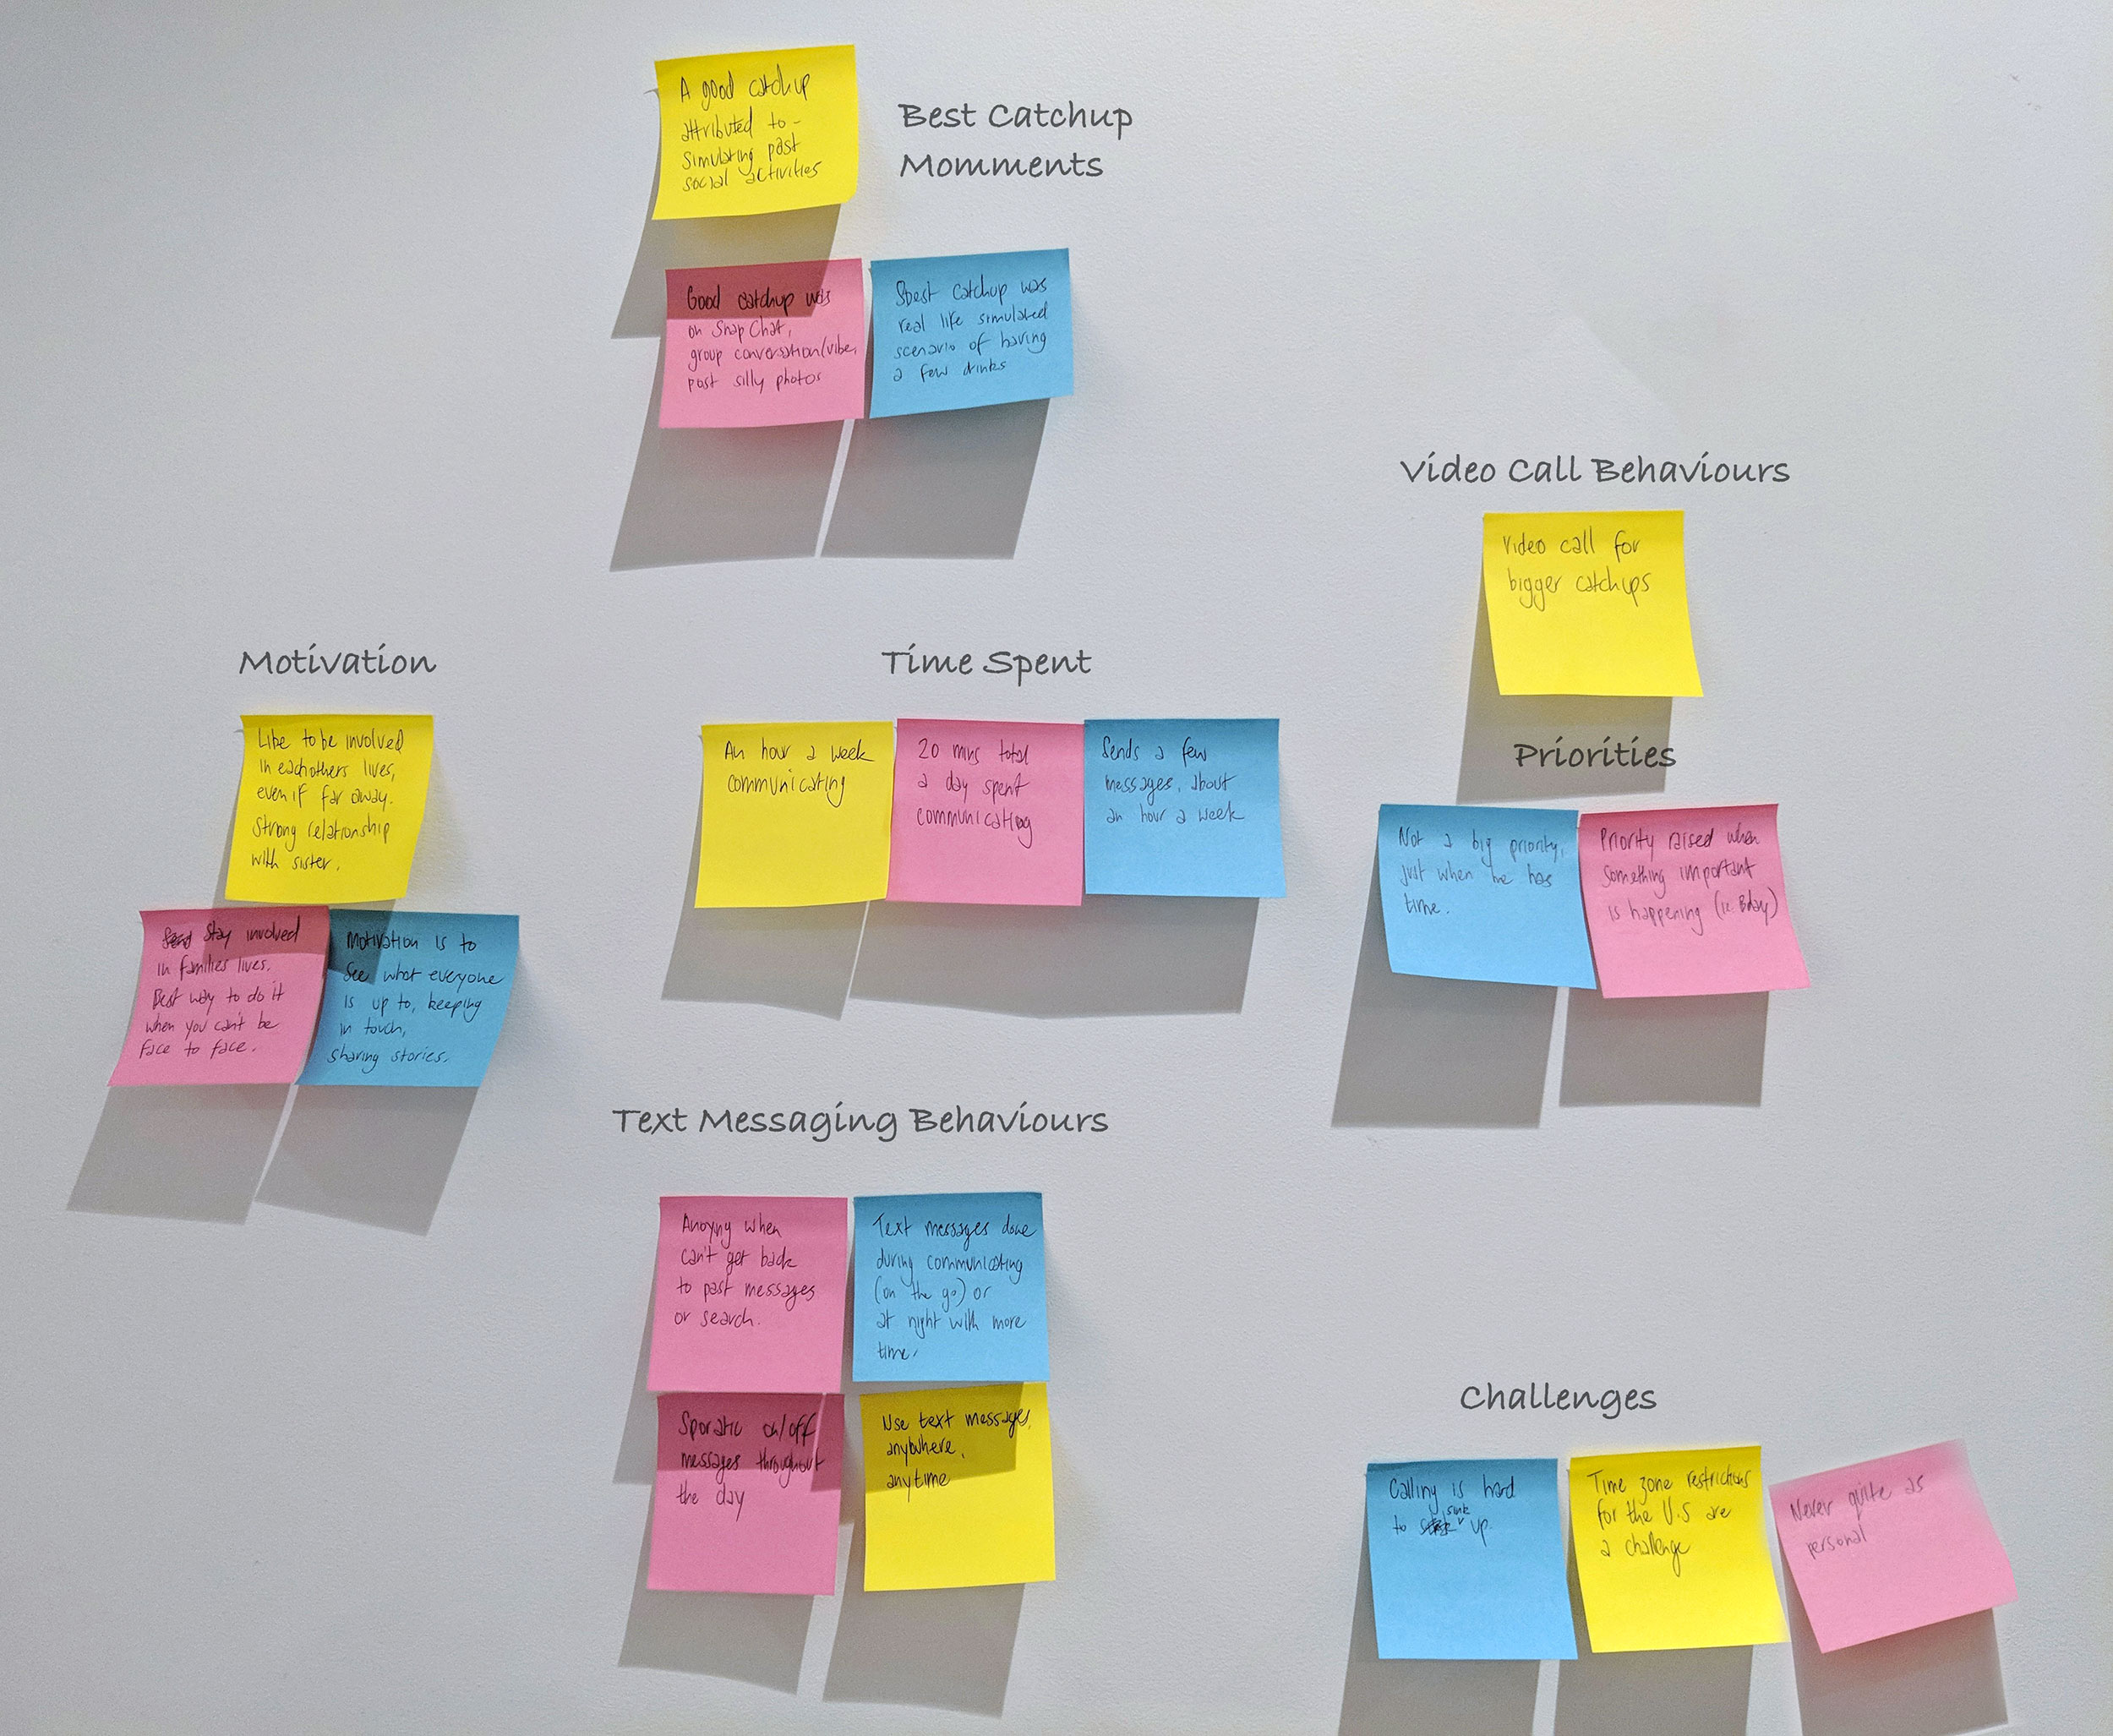 A good catchup
attributed to -
simulating past
social activities
Best Catchup
Momments
Good catchup was
on SnapChat,
group conversation/vibe,
past silly photos
best catchup was
real life simulated
scenario of having
a few drinks
Video Call Behaviours
Video call for
bigger catchups
Motivation
Like to be involved
in eachothers lives,
even if far away.
Strong relationship
with sister.
Stay involved
in families lives.
Best way to do it
when you can't be
face to face.
Motivation is to
see what everyone
is up to, keeping
in touch,
sharing stories.
Time Spent
An hour a week
communicating
20 mins total
a day spent
communicating
Sends a few
messages, about
an hour a week
Priorities
Not a big priority,
just when he has
time.
Priority raised when
something important
is happening (ie. Bday)
Text Messaging Behaviours
Anoying when
can't get back
to past messages
or search.
Text messages done
during communicating
(on the go) or
at night with more
time.
Sporatic on/off
messages throughout
the day
Use text messages,
anywhere,
anytime
Challenges
Calling is hard
to sink up.
Time zone restrictions
for the U.S are
a challenge
Never quite as
personal